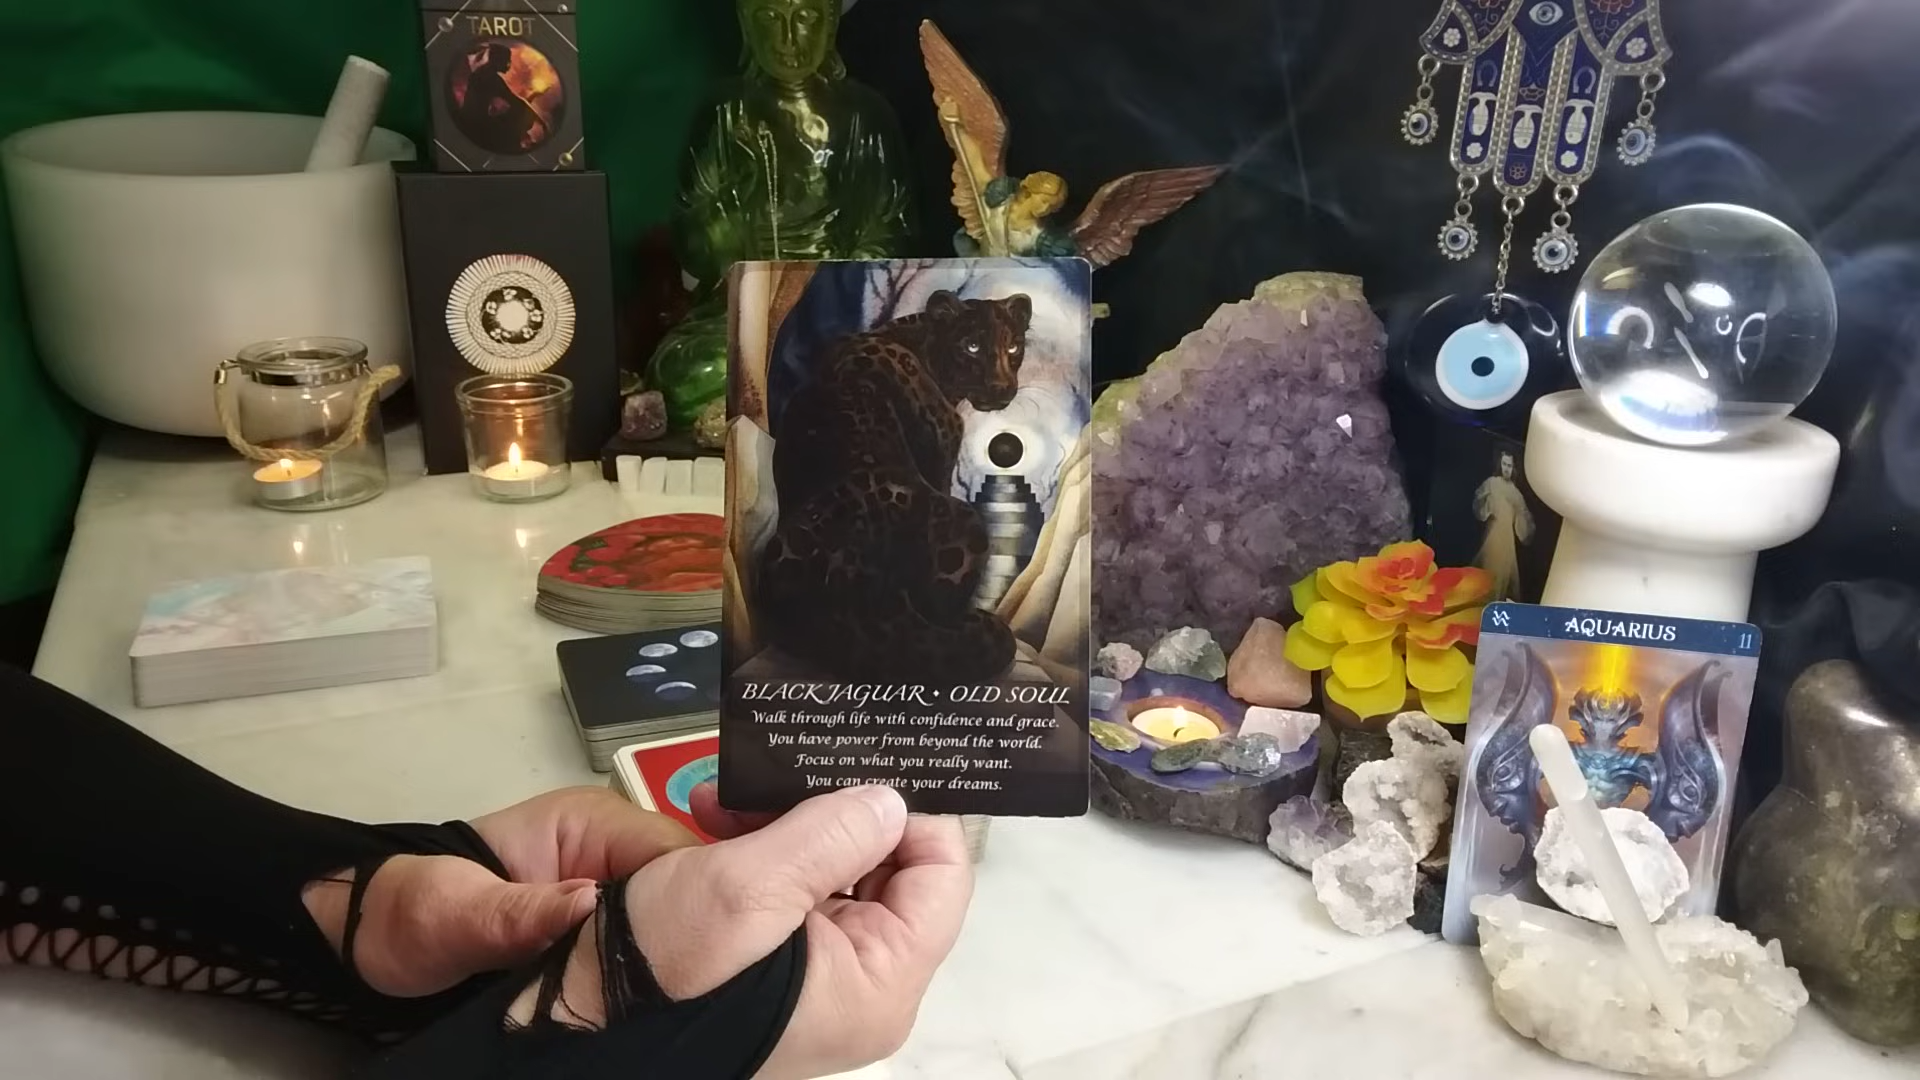 TAROT
BLACK JAGUAR • OLD SOUL
Walk through life with confidence and grace.
You have power from beyond the world.
Focus on what you really want.
You can create your dreams.
AQUARIUS
11